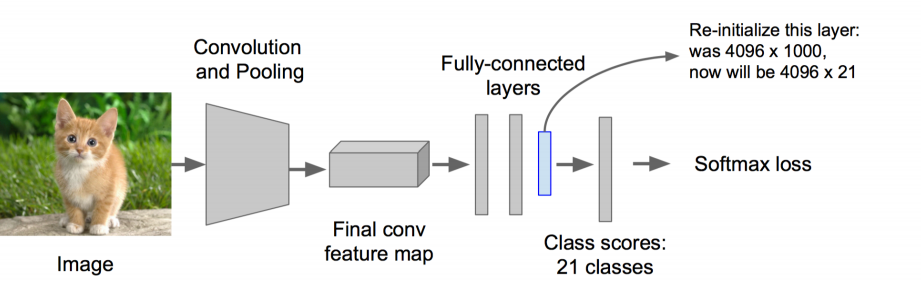 Convolution
and Pooling
Fully-connected
layers
Re-initialize this layer:
was 4096 x 1000,
now will be 4096 x 21
Softmax loss
Final conv
feature map
Class scores:
21 classes
Image